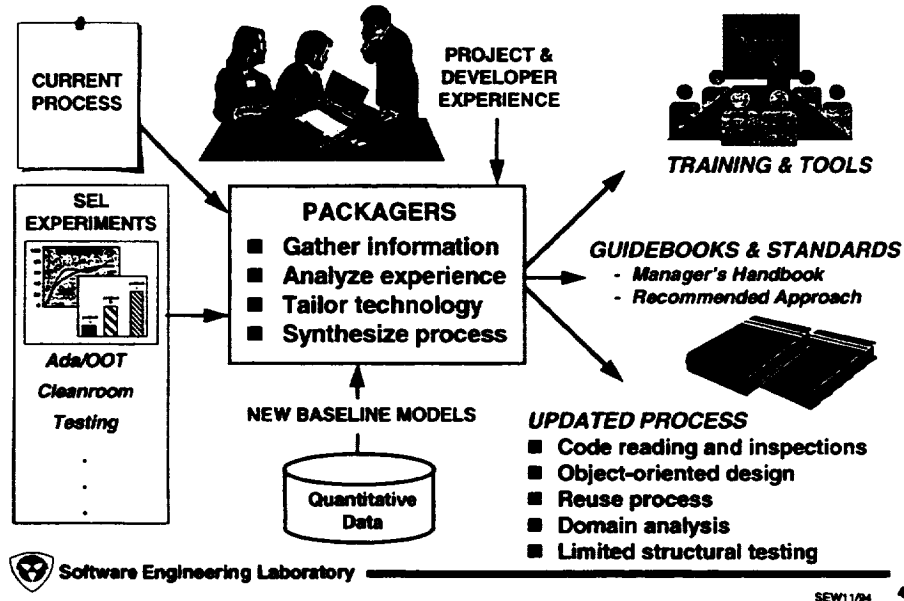 CURRENT
PROCESS
PROJECT &
DEVELOPER
EXPERIENCE
TRAINING & TOOLS
SEL
EXPERIMENTS
Ada/OOT
Cleanroom
Testing
.
.
.
PACKAGERS
■ Gather information
■ Analyze experience
■ Tailor technology
■ Synthesize process
GUIDEBOOKS & STANDARDS
- Manager's Handbook
- Recommended Approach
NEW BASELINE MODELS
Quantitative
Data
UPDATED PROCESS
■ Code reading and inspections
■ Object-oriented design
■ Reuse process
■ Domain analysis
■ Limited structural testing
Software Engineering Laboratory
SEW11/94 4